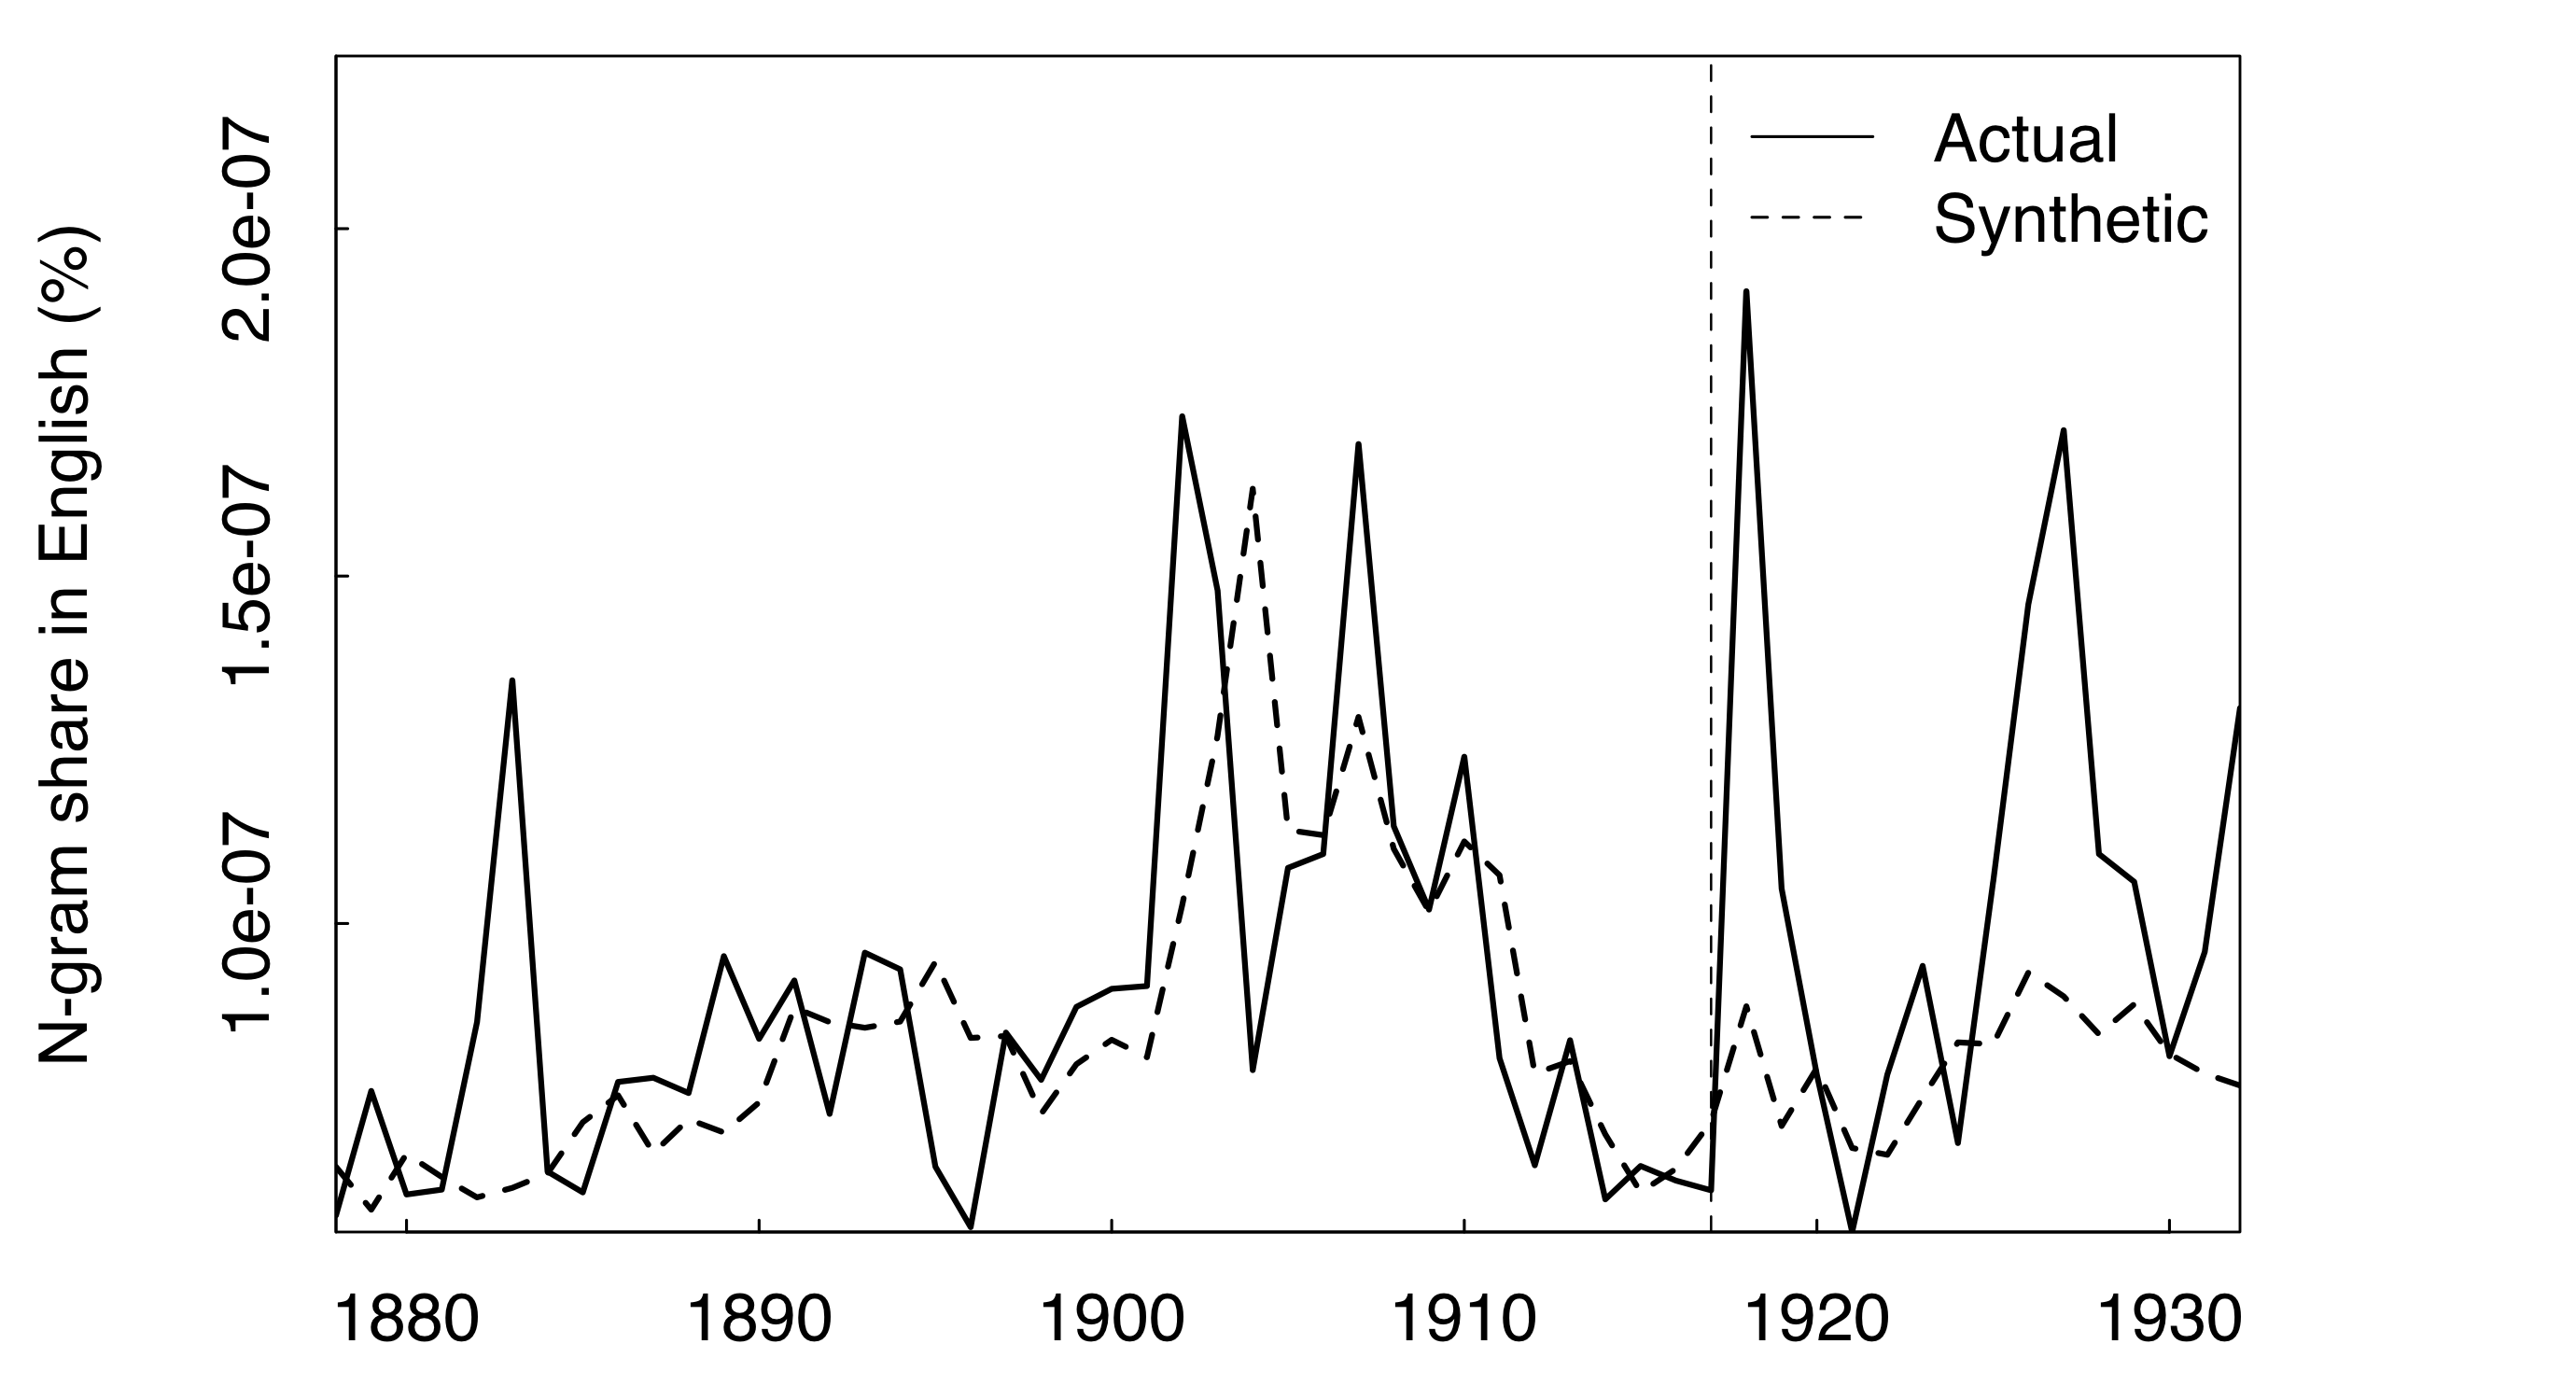 N-gram share in English (%)
2.0e-07
1.5e-07
1.0e-07
Actual
Synthetic
1880 1890 1900 1910 1920 1930